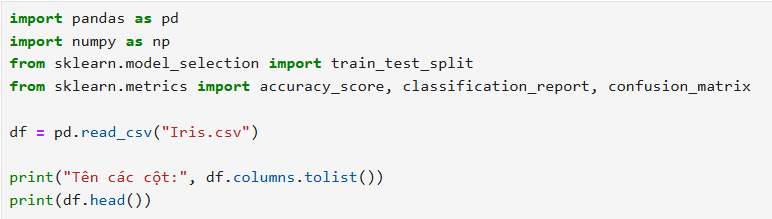 import pandas as pd
import numpy as np
from sklearn.model_selection import train_test_split
from sklearn.metrics import accuracy_score, classification_report, confusion_matrix
df = pd.read_csv("Iris.csv")
print("Tên các cột:", df.columns.tolist())
print(df.head())